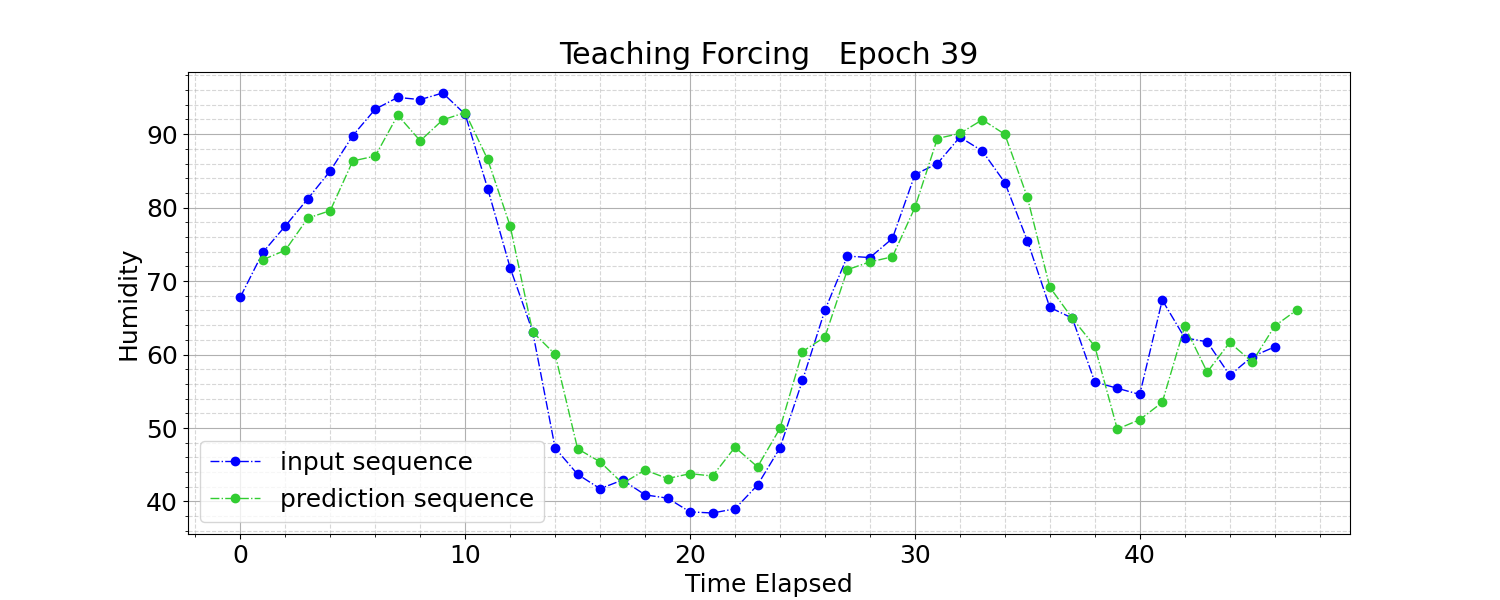 Teaching Forcing   Epoch 39
Humidity
90
80
70
60
50
40
input sequence
prediction sequence
0 10 20 30 40
Time Elapsed